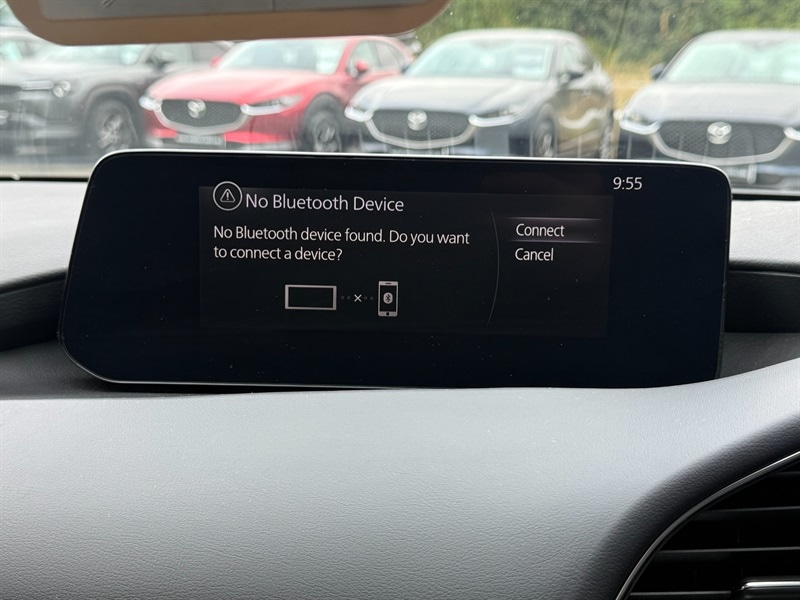 9:55
No Bluetooth Device
No Bluetooth device found. Do you want
to connect a device?
Connect
Cancel